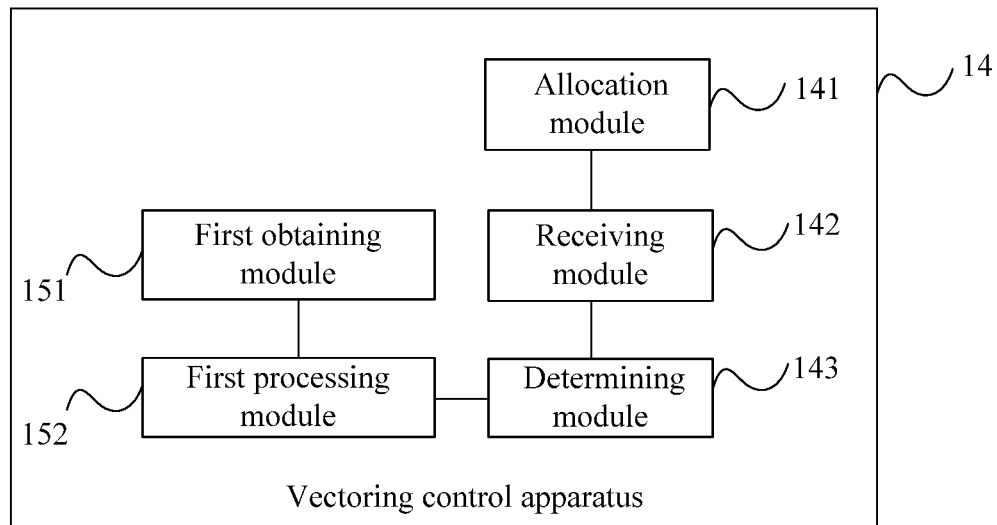 14
Allocation
module
141
First obtaining
module
151
Receiving
module
142
First processing
module
152
Determining
module
143
Vectoring control apparatus